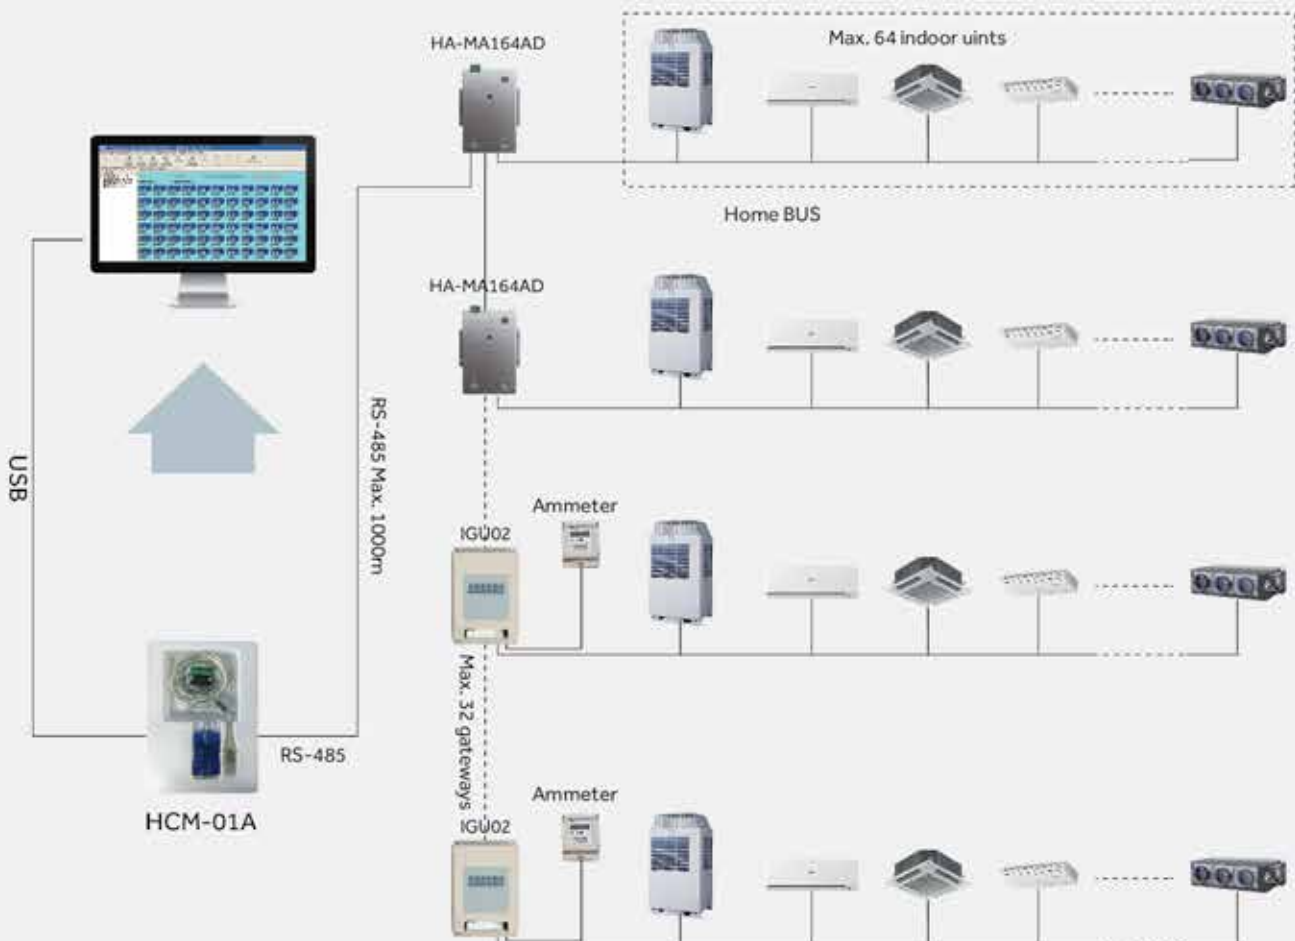 HA-MA164AD
Max. 64 indoor uints
Home BUS
HA-MA164AD
USB
RS-485 Max. 1000m
Ammeter
IGU02
Max. 32 gateways
RS-485
HCM-01A
Ammeter
IGU02